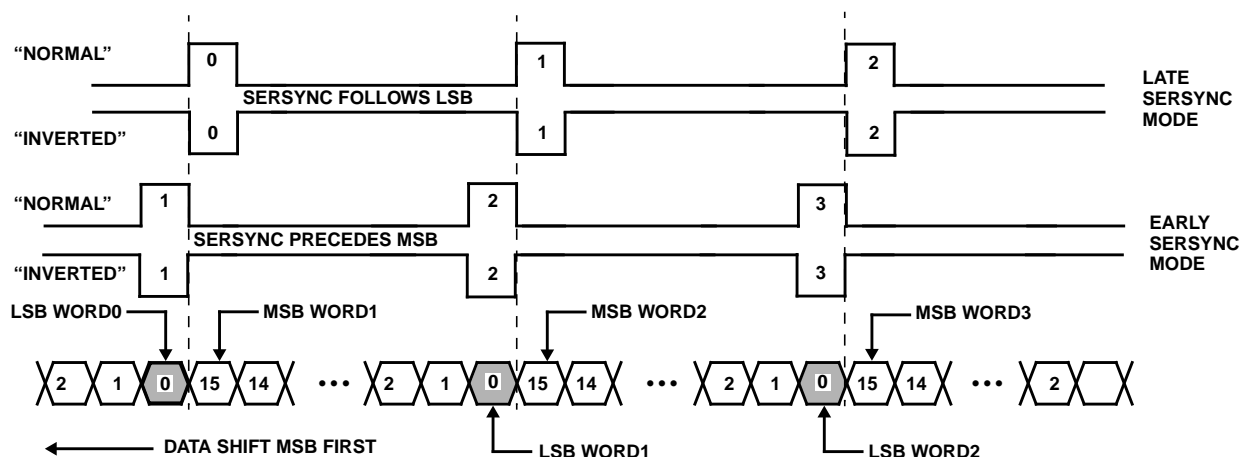 “NORMAL” 0 1 2
SERSYNC FOLLOWS LSB
“INVERTED” 0 1 2
LATE
SERSYNC
MODE
“NORMAL” 1 2 3
SERSYNC PRECEDES MSB
“INVERTED” 1 2 3
EARLY
SERSYNC
MODE
LSB WORD0 MSB WORD1 MSB WORD2 MSB WORD3
2 1 0 15 14 ••• 2 1 0 15 14 ••• 2 1 0 15 14 ••• 2
DATA SHIFT MSB FIRST LSB WORD1 LSB WORD2